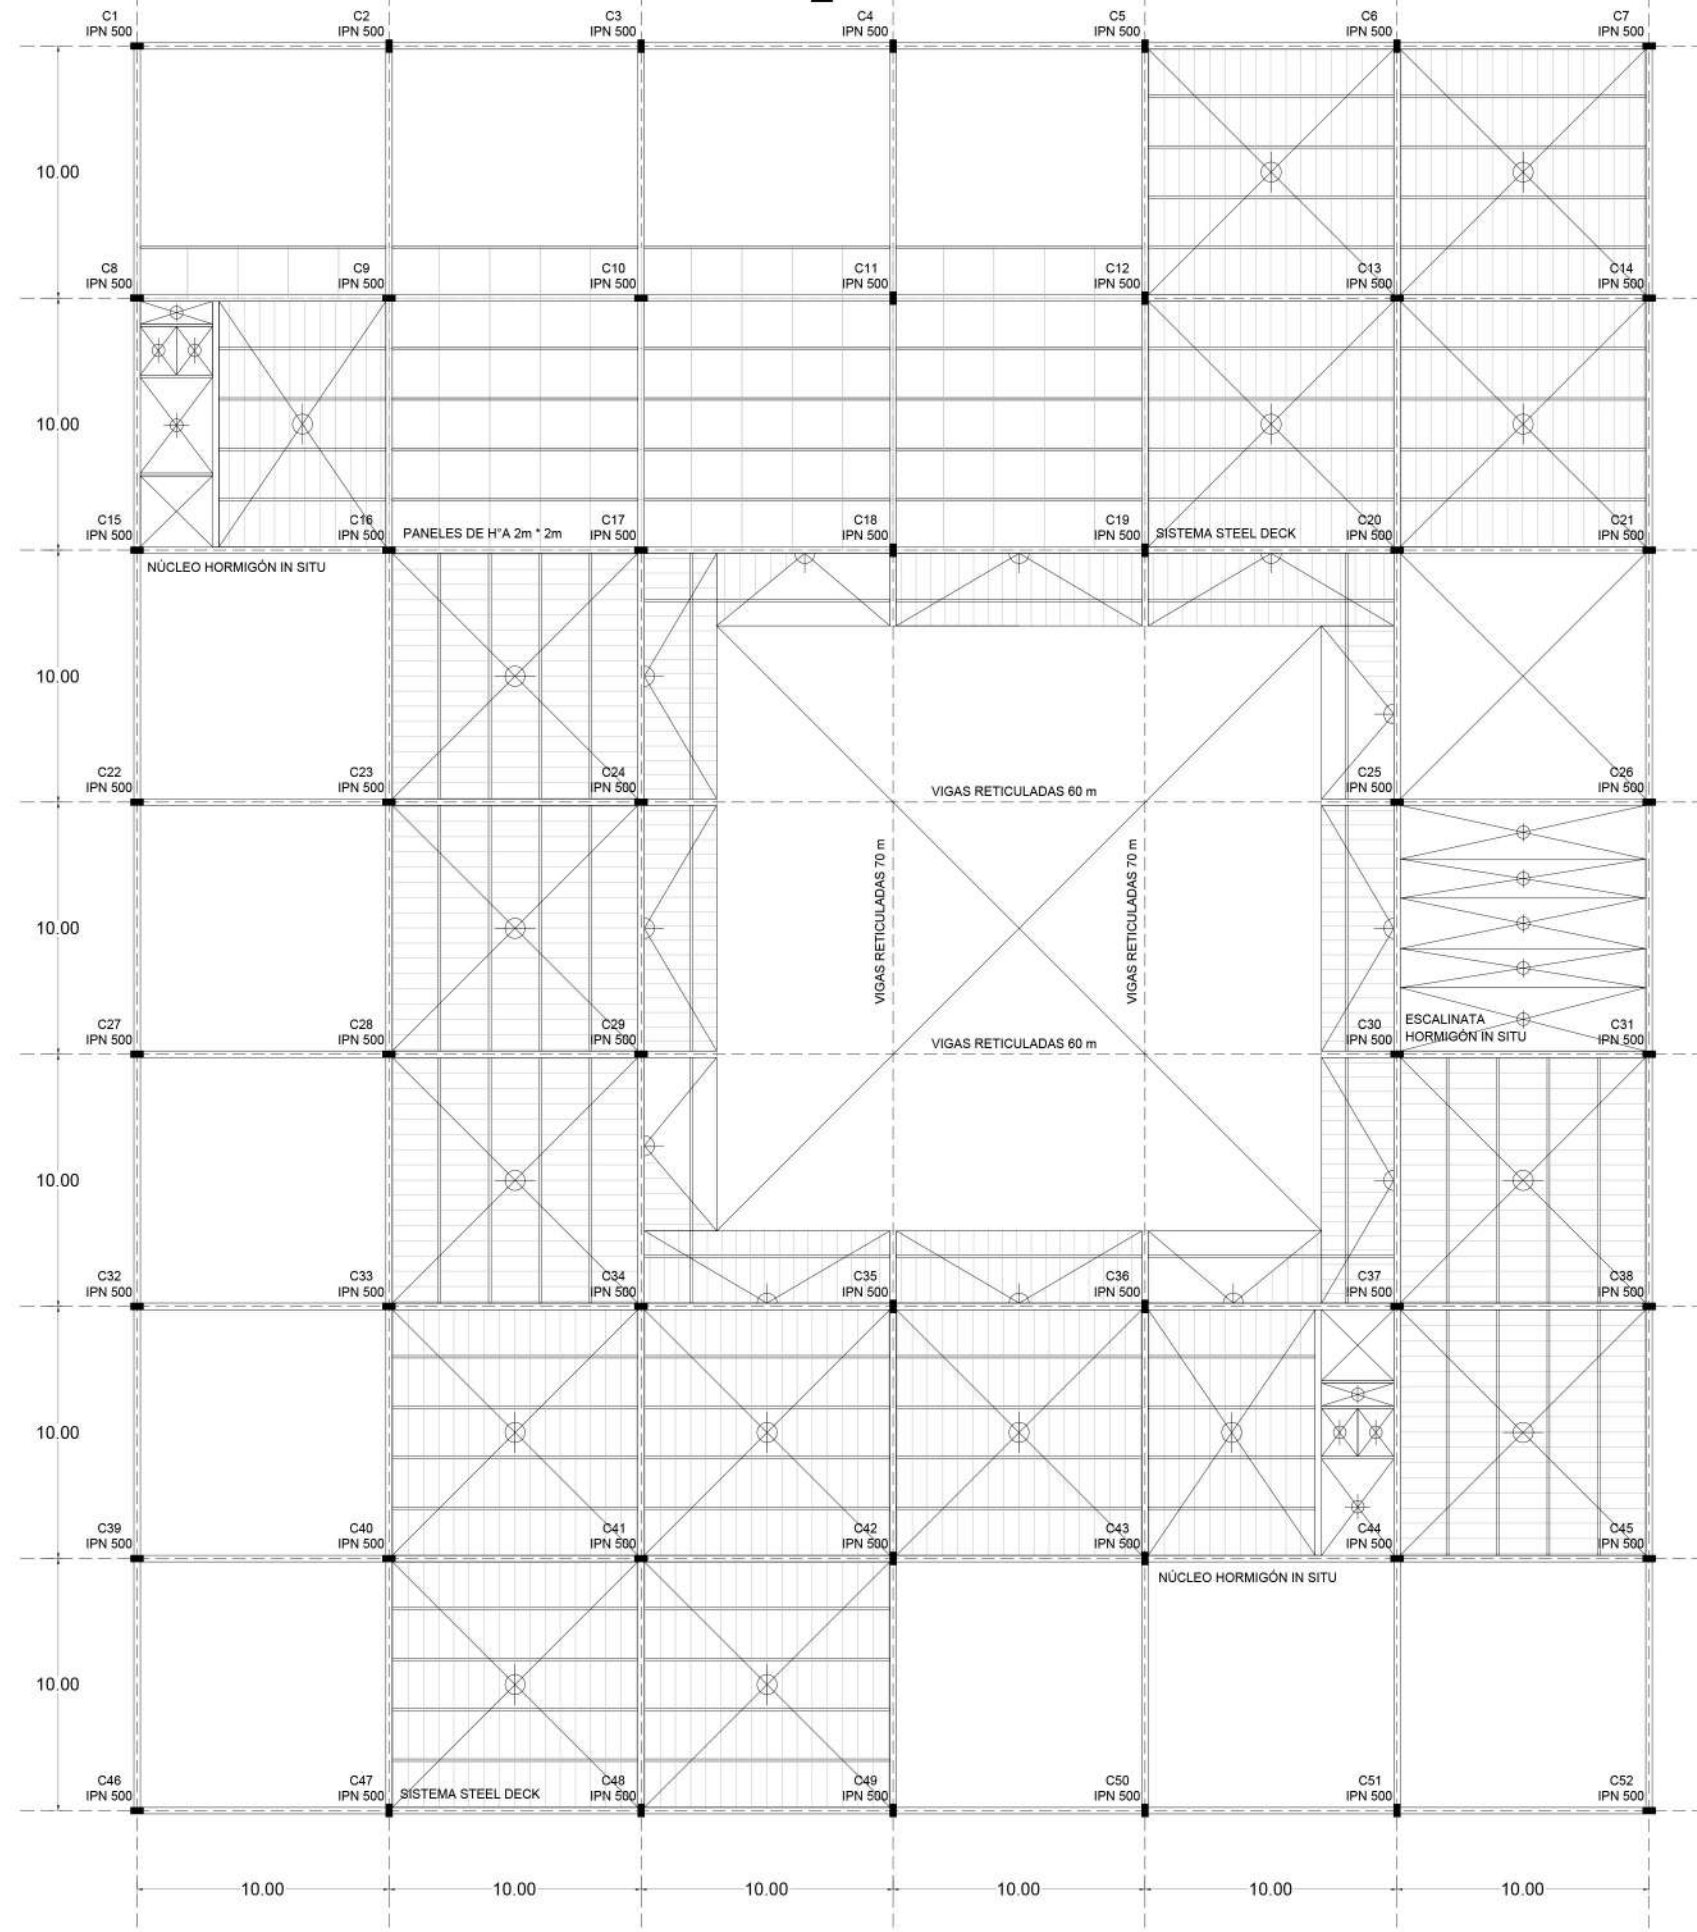 C1 C2 C3 C4 C5 C6 C7
IPN 500 IPN 500 IPN 500 IPN 500 IPN 500 IPN 500 IPN 500
10.00
C8 C9 C10 C11 C12 C13 C14
IPN 500 IPN 500 IPN 500 IPN 500 IPN 500 IPN 500 IPN 500
10.00
C15 C16 C17 C18 C19 C20 C21
IPN 500 IPN 500 PANELES DE H"A 2m * 2m IPN 500 IPN 500 IPN 500 SISTEMA STEEL DECK IPN 500 IPN 500
NÚCLEO HORMIGÓN IN SITU
10.00
C22 C23 C24 C25 C26
IPN 500 IPN 500 IPN 500 VIGAS RETICULADAS 60 m IPN 500 IPN 500
VIGAS RETICULADAS 70 m
VIGAS RETICULADAS 70 m
10.00
C27 C28 C29 C30 ESCALINATA C31
IPN 500 IPN 500 IPN 500 VIGAS RETICULADAS 60 m IPN 500 HORMIGÓN IN SITU IPN 500
10.00
C32 C33 C34 C35 C36 C37 C38
IPN 500 IPN 500 IPN 500 IPN 500 IPN 500 IPN 500 IPN 500
10.00
C39 C40 C41 C42 C43 C44 C45
IPN 500 IPN 500 IPN 500 IPN 500 IPN 500 IPN 500 IPN 500
NÚCLEO HORMIGÓN IN SITU
10.00
C46 C47 C48 C49 C50 C51 C52
IPN 500 IPN 500 SISTEMA STEEL DECK IPN 500 IPN 500 IPN 500 IPN 500 IPN 500
10.00 10.00 10.00 10.00 10.00 10.00